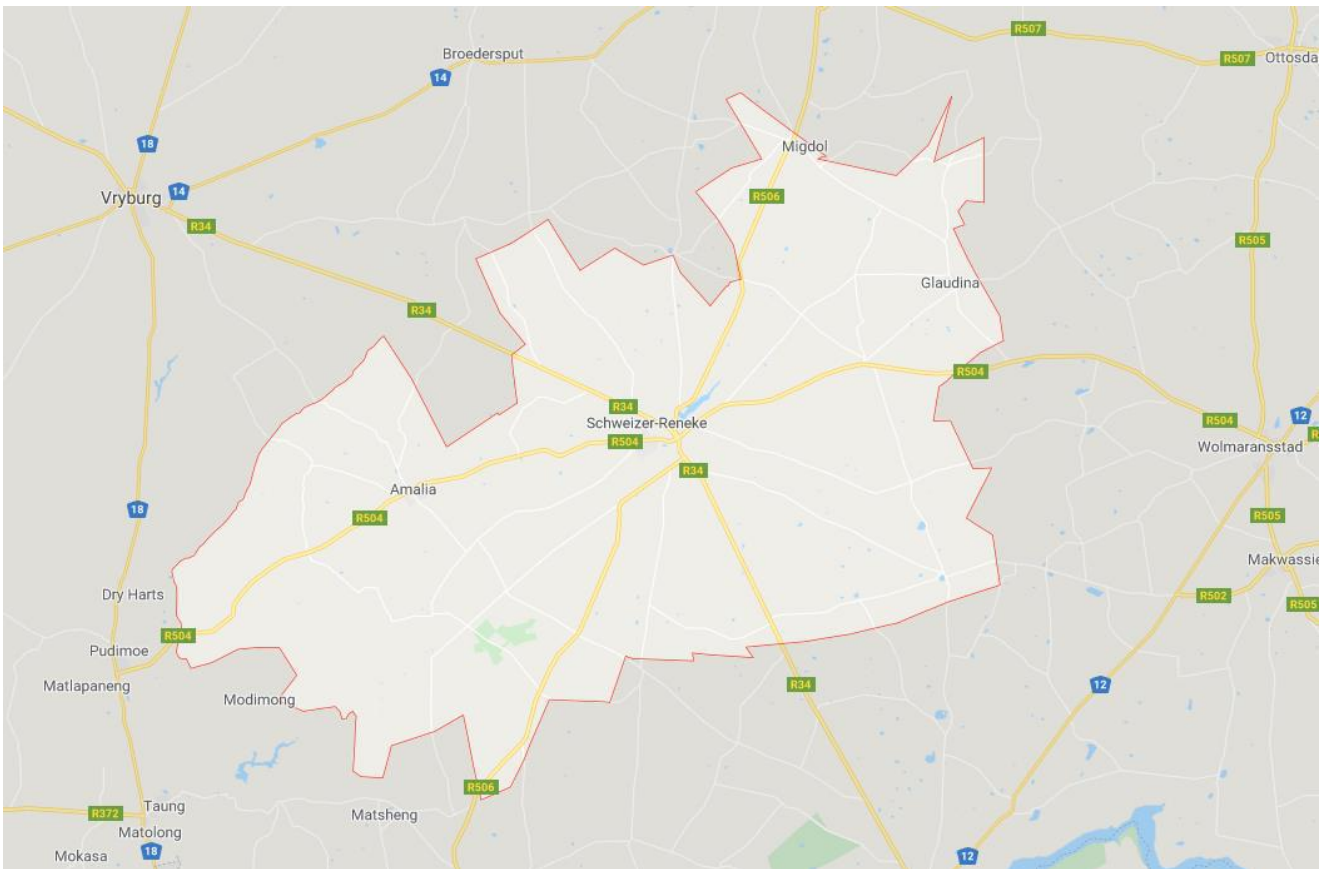 R507
Broedersput
R507
Ottosda
14
18
Migdol
14
Vryburg
R506
R34
R505
Glaudina
R34
R504
R34
12
Schweizer-Reneke
R504
R504
R
Wolmaransstad
R34
Amalia
18
R504
R505
Makwassie
Dry Harts
R502
R505
R504
Pudimoe
Matlapaneng
R34
12
Modimong
R506
Taung
R372
Matsheng
Matolong
18
Mokasa
12